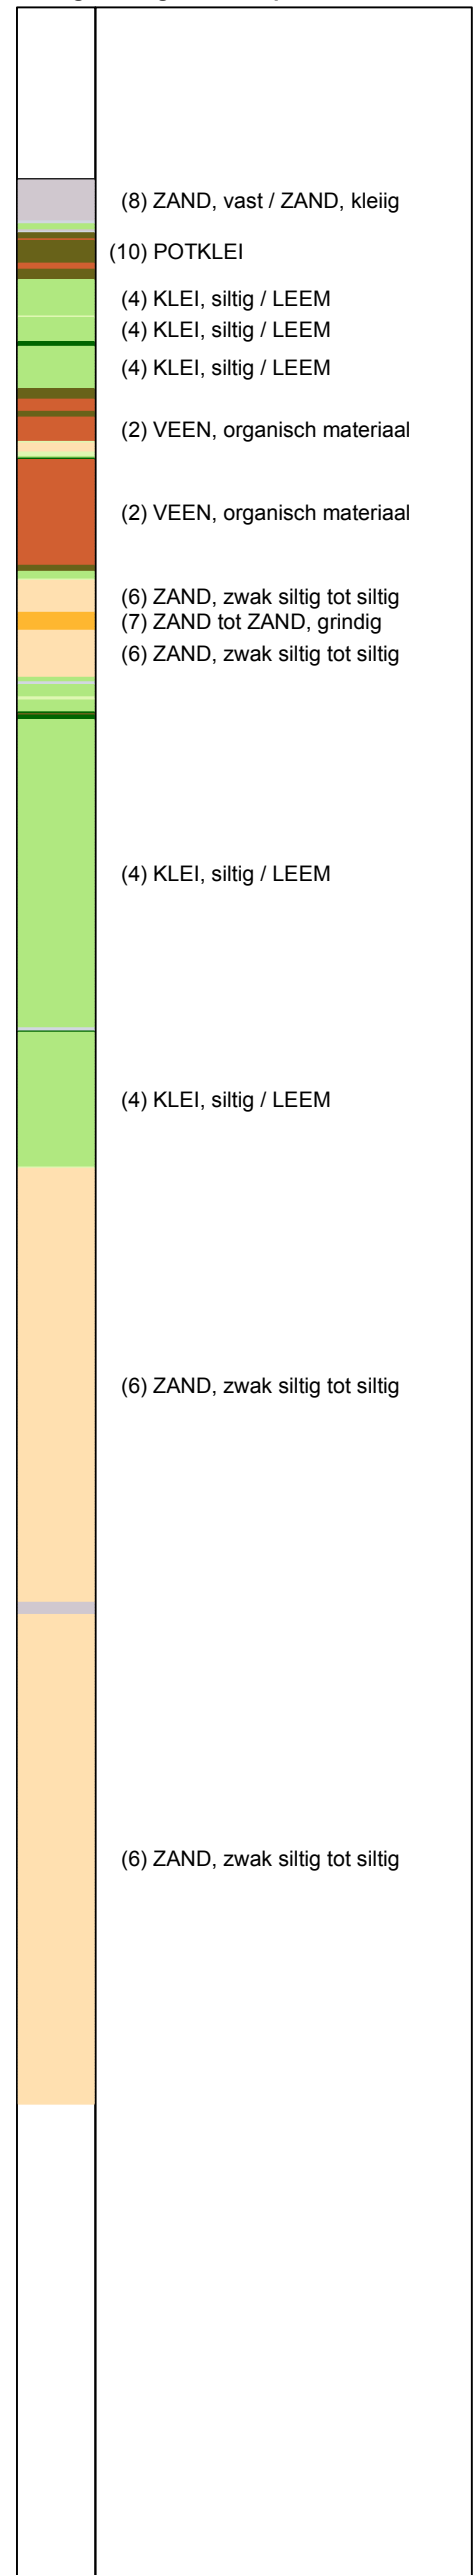 (8) ZAND, vast / ZAND, kleiig
(10) POTKLEI
(4) KLEI, siltig / LEEM
(4) KLEI, siltig / LEEM
(4) KLEI, siltig / LEEM
(2) VEEN, organisch materiaal
(2) VEEN, organisch materiaal
(6) ZAND, zwak siltig tot siltig
(7) ZAND tot ZAND, grindig
(6) ZAND, zwak siltig tot siltig
(4) KLEI, siltig / LEEM
(4) KLEI, siltig / LEEM
(6) ZAND, zwak siltig tot siltig
(6) ZAND, zwak siltig tot siltig